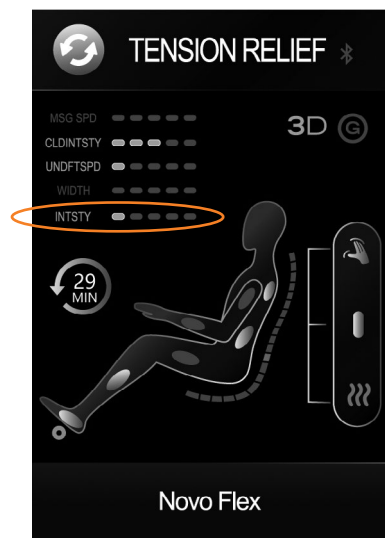 TENSION RELIEF
MSG SPD
3D G
CLDINTSTY
UNDFTSPD
WIDTH
INTSTY
29
MIN
Novo Flex